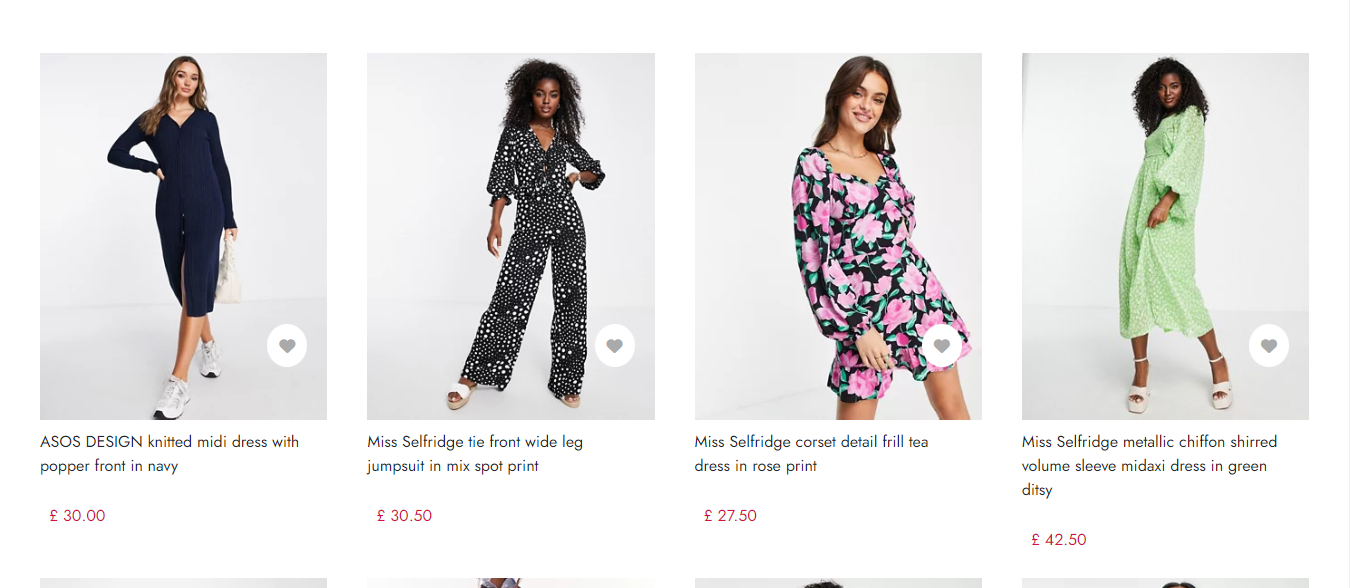 ASOS DESIGN knitted midi dress with
popper front in navy
£ 30.00
Miss Selfridge tie front wide leg
jumpsuit in mix spot print
£ 30.50
Miss Selfridge corset detail frill tea
dress in rose print
£ 27.50
Miss Selfridge metallic chiffon shirred
volume sleeve midaxi dress in green
ditsy
£ 42.50